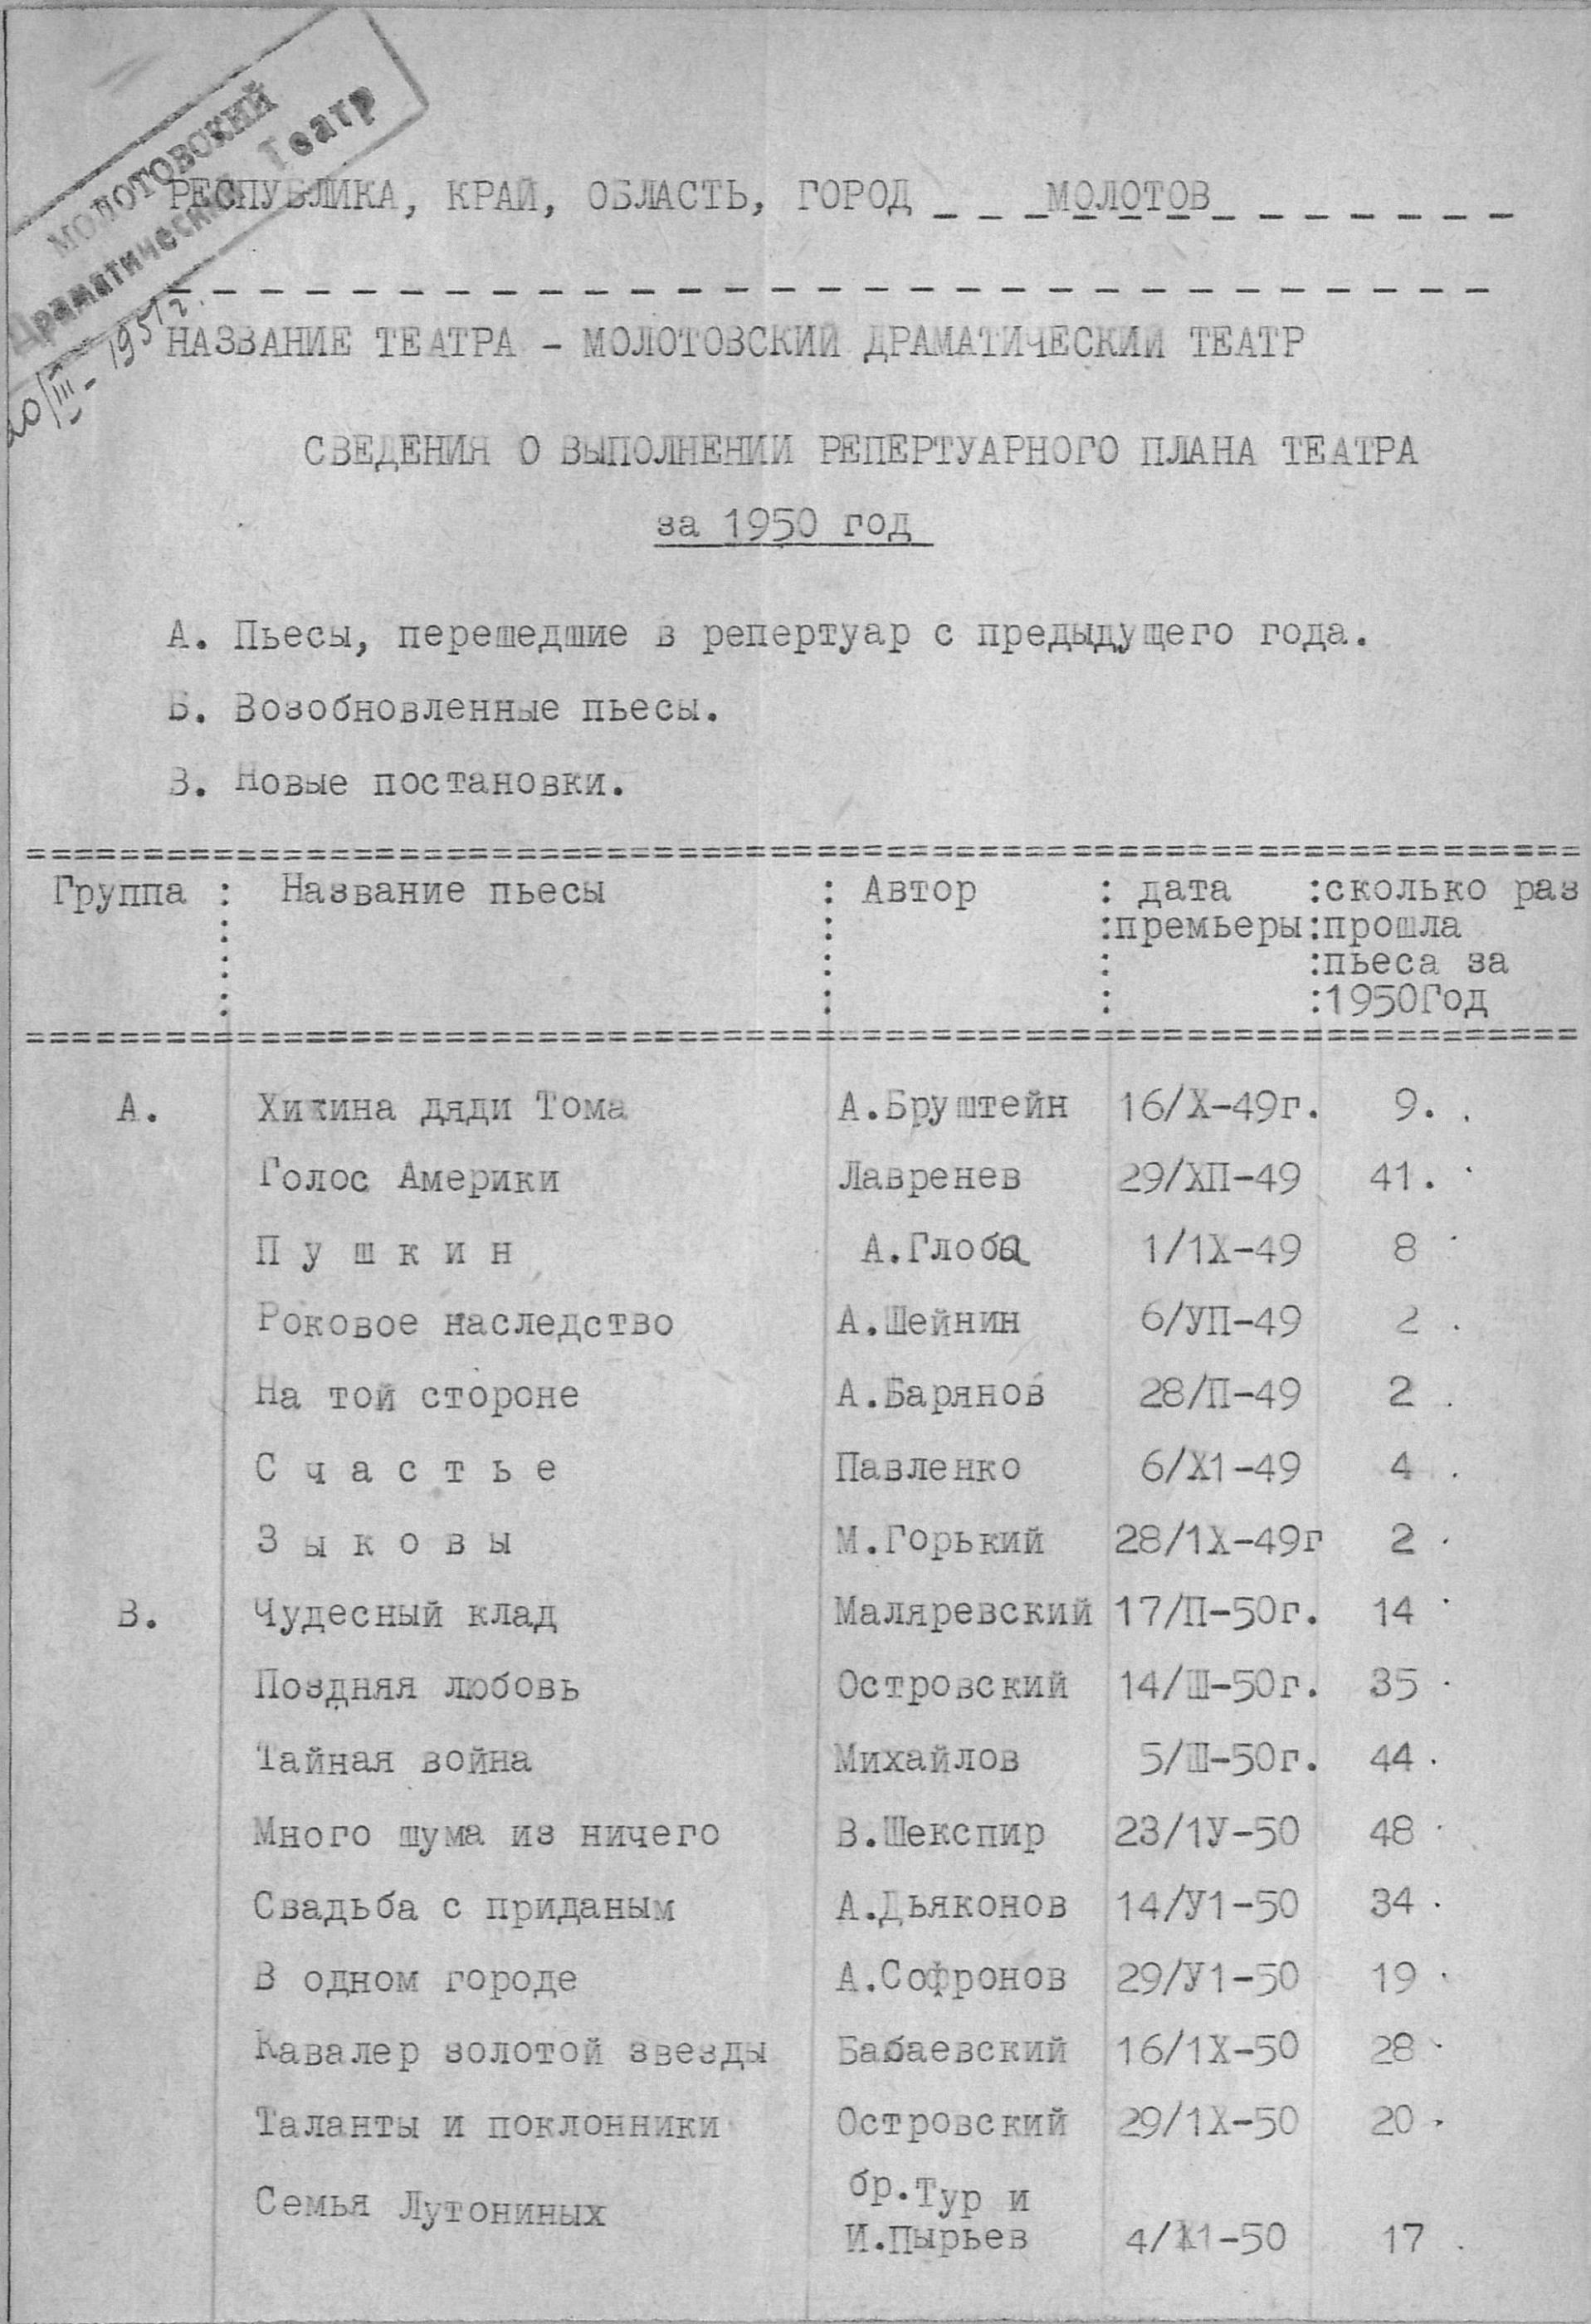 МОЛОТОВСКИЙ
Драматический Театр
20/III - 1951 г.
РЕСПУБЛИКА, КРАЙ, ОБЛАСТЬ, ГОРОД _ _ _ МОЛОТОВ _ _ _ _ _ _
НАЗВАНИЕ ТЕАТРА - МОЛОТОВСКИЙ ДРАМАТИЧЕСКИЙ ТЕАТР
СВЕДЕНИЯ О ВЫПОЛНЕНИИ РЕПЕРТУАРНОГО ПЛАНА ТЕАТРА
за 1950 год
А. Пьесы, перешедшие в репертуар с предыдущего года.
Б. Возобновленные пьесы.
В. Новые постановки.
Группа : Название пьесы : Автор : дата :сколько раз
:премьеры:прошла
:пьеса за
:1950Год
А. Хижина дяди Тома А.Бруштейн 16/Х-49г. 9.
Голос Америки Лавренев 29/ХП-49 41.
П у ш к и н А.Глоба 1/1Х-49 8
Роковое наследство А.Шейнин 6/УП-49 2
На той стороне А.Барянов 28/П-49 2
С ч а с т ь е Павленко 6/Х1-49 4
З ы к о в ы М.Горький 28/1Х-49г 2
В. Чудесный клад Маляревский 17/П-50г. 14
Поздняя любовь Островский 14/Ш-50г. 35
Тайная война Михайлов 5/Ш-50г. 44
Много шума из ничего В.Шекспир 23/1У-50 48
Свадьба с приданым А.Дьяконов 14/У1-50 34
В одном городе А.Софронов 29/У1-50 19
Кавалер золотой звезды Бабаевский 16/1Х-50 28
Таланты и поклонники Островский 29/1Х-50 20
Семья Лутониных бр.Тур и
И.Пырьев 4/Х1-50 17